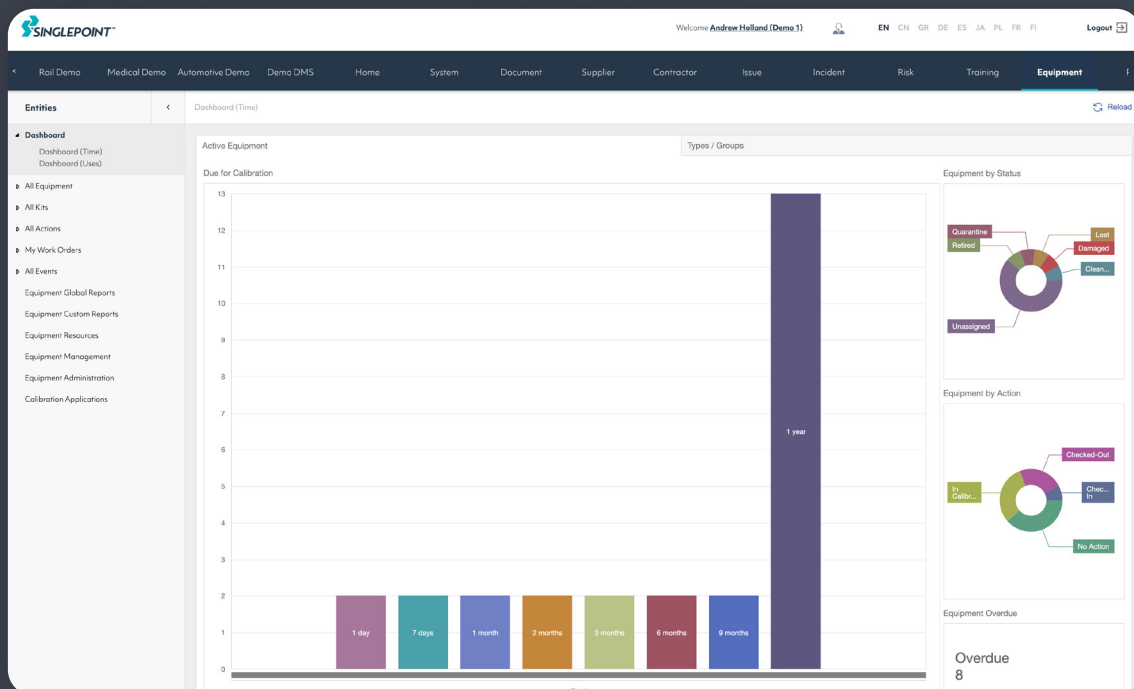 SINGLEPOINT™
Welcome Andrew Holland (Demo 1)
EN CN GR DE ES JA PL FR FI
Logout
< Rail Demo Medical Demo Automotive Demo Demo DMS Home System Document Supplier Contractor Issue Incident Risk Training Equipment
Entities <
Dashboard
Dashboard (Time)
Dashboard (Uses)
All Equipment
All Kits
All Actions
My Work Orders
All Events
Equipment Global Reports
Equipment Custom Reports
Equipment Resources
Equipment Management
Equipment Administration
Calibration Applications
Dashboard (Time)
Reload
Active Equipment
Types / Groups
Due for Calibration
13
12
11
10
9
8
7
6
5
4
3
2
1
0
1 day
7 days
1 month
2 months
3 months
6 months
9 months
1 year
Equipment by Status
Quarantine
Retired
Lost
Damaged
Clean...
Unassigned
Equipment by Action
Checked-Out
In
Calibr...
Chec...
In
No Action
Equipment Overdue
Overdue
8